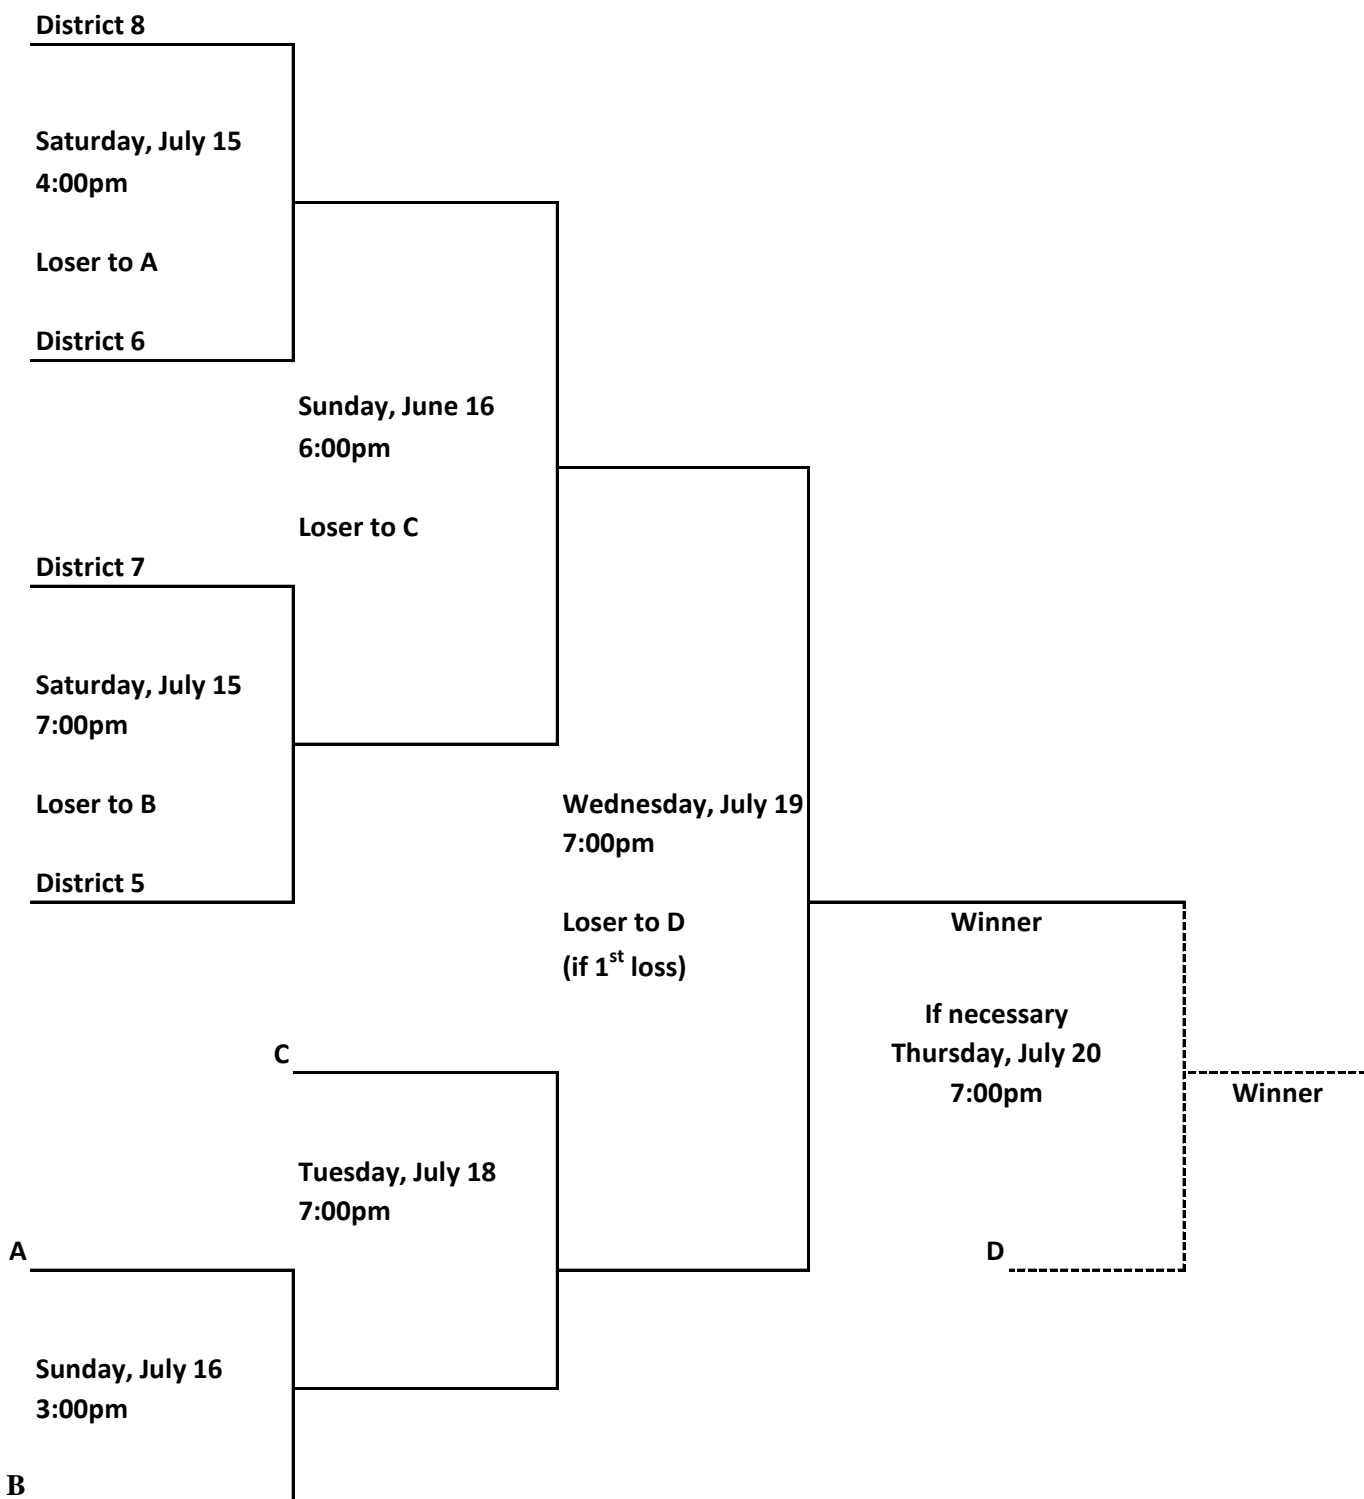 District 8
Saturday, July 15
4:00pm
Loser to A
District 6
Sunday, June 16
6:00pm
Loser to C
District 7
Saturday, July 15
7:00pm
Loser to B
District 5
Wednesday, July 19
7:00pm
Loser to D
(if 1st loss)
Winner
If necessary
Thursday, July 20
7:00pm
Winner
C
Tuesday, July 18
7:00pm
A
D
Sunday, July 16
3:00pm
B